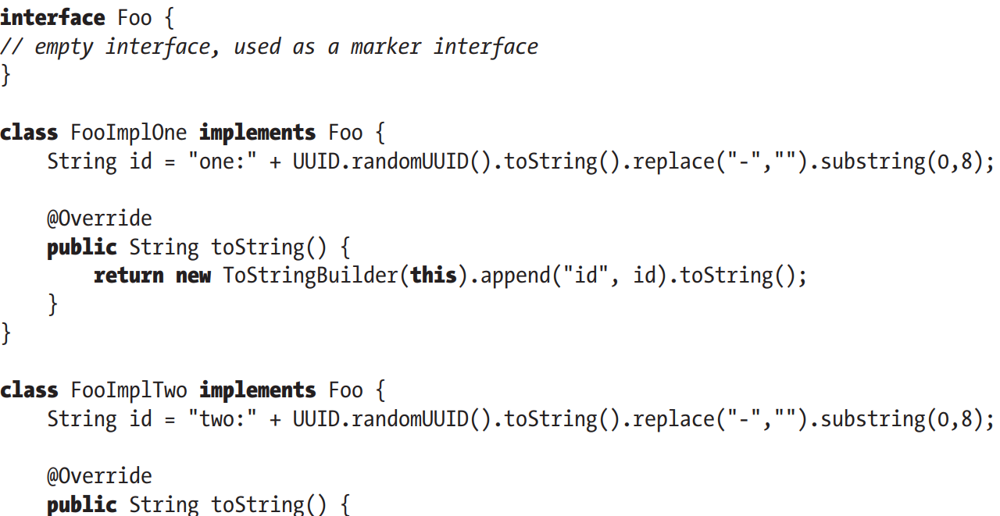 interface Foo {
// empty interface, used as a marker interface
}
class FooImplOne implements Foo {
String id = "one:" + UUID.randomUUID().toString().replace("-","").substring(0,8);
@Override
public String toString() {
return new ToStringBuilder(this).append("id", id).toString();
}
}
class FooImplTwo implements Foo {
String id = "two:" + UUID.randomUUID().toString().replace("-","").substring(0,8);
@Override
public String toString() {